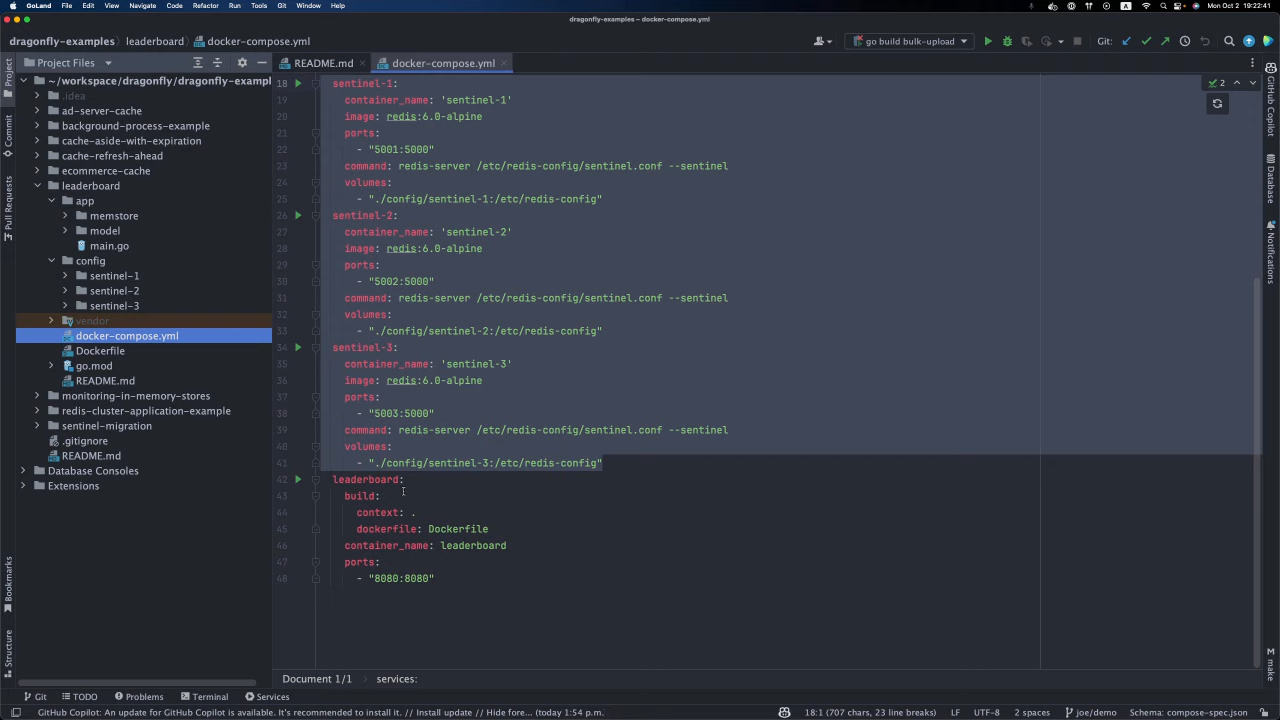 GoLand File Edit View Navigate Code Refactor Run Tools Git Window Help A Mon Oct 2 19:22:41
dragonfly-examples – docker-compose.yml
dragonfly-examples leaderboard docker-compose.yml go build bulk-upload Git:
Project Files README.md docker-compose.yml
~/workspace/dragonfly/dragonfly-exampl
.idea
ad-server-cache
background-process-example
cache-aside-with-expiration
cache-refresh-ahead
ecommerce-cache
leaderboard
app
memstore
model
main.go
config
sentinel-1
sentinel-2
sentinel-3
vendor
docker-compose.yml
Dockerfile
go.mod
README.md
monitoring-in-memory-stores
redis-cluster-application-example
sentinel-migration
.gitignore
README.md
Database Consoles
Extensions
Project
Commit
Pull Requests
Bookmarks
Structure
18 sentinel-1:
19 container_name: 'sentinel-1'
20 image: redis:6.0-alpine
21 ports:
22 - "5001:5000"
23 command: redis-server /etc/redis-config/sentinel.conf --sentinel
24 volumes:
25 - "./config/sentinel-1:/etc/redis-config"
26 sentinel-2:
27 container_name: 'sentinel-2'
28 image: redis:6.0-alpine
29 ports:
30 - "5002:5000"
31 command: redis-server /etc/redis-config/sentinel.conf --sentinel
32 volumes:
33 - "./config/sentinel-2:/etc/redis-config"
34 sentinel-3:
35 container_name: 'sentinel-3'
36 image: redis:6.0-alpine
37 ports:
38 - "5003:5000"
39 command: redis-server /etc/redis-config/sentinel.conf --sentinel
40 volumes:
41 - "./config/sentinel-3:/etc/redis-config"
42 leaderboard:
43 build:
44 context: .
45 dockerfile: Dockerfile
46 container_name: leaderboard
47 ports:
48 - "8080:8080"
2
GitHub Copilot
Database
Notifications
make
Document 1/1 services:
Git TODO Problems Terminal Services
GitHub Copilot: An update for GitHub Copilot is available. It's recommended to install it. // Install update // Hide fore... (today 1:54 p.m. 18:1 (707 chars, 23 line breaks) LF UTF-8 2 spaces joe/demo Schema: compose-spec.json